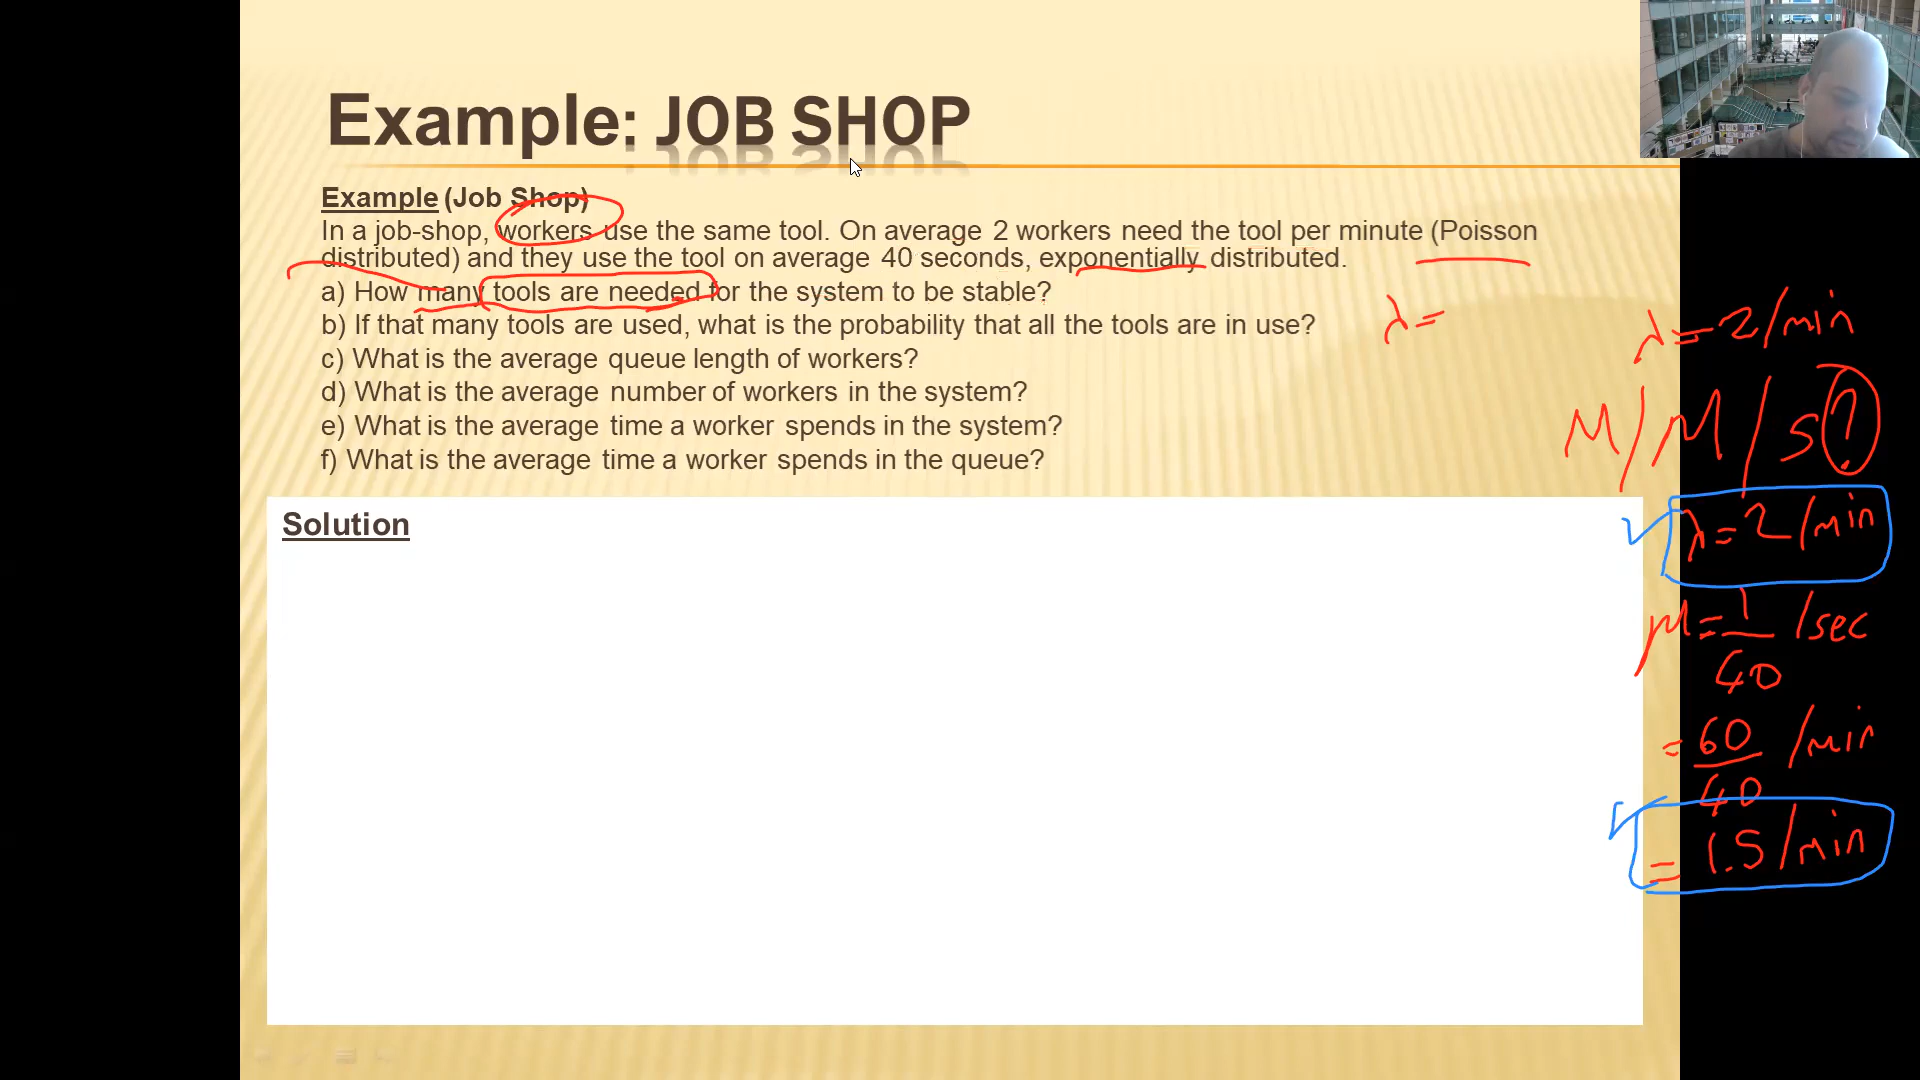 Example: JOB SHOP
Example (Job Shop)
In a job-shop, workers use the same tool. On average 2 workers need the tool per minute (Poisson
distributed) and they use the tool on average 40 seconds, exponentially distributed.
a) How many tools are needed for the system to be stable?
b) If that many tools are used, what is the probability that all the tools are in use?
c) What is the average queue length of workers?
d) What is the average number of workers in the system?
e) What is the average time a worker spends in the system?
f) What is the average time a worker spends in the queue?
Solution
λ =
λ = 2/min
M/M/s?
λ = 2/min
μ = 1/40 /sec
= 60/40 /min
= 1.5/min